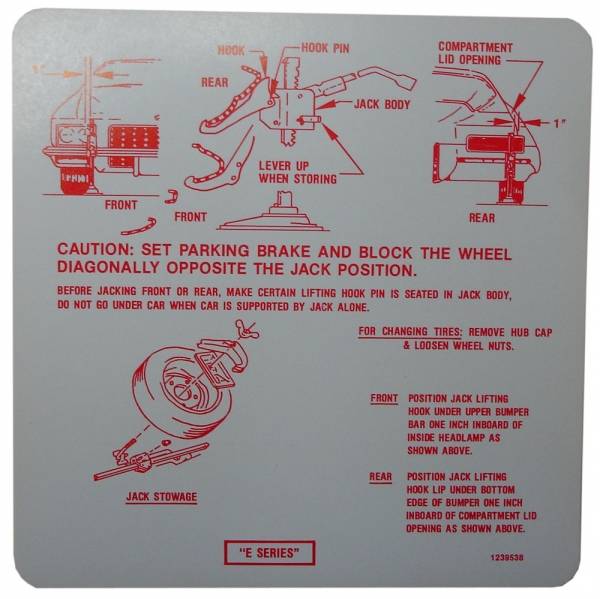 HOOK
HOOK PIN
COMPARTMENT
LID OPENING
1"
REAR
JACK BODY
1"
LEVER UP
WHEN STORING
FRONT
FRONT
REAR
CAUTION: SET PARKING BRAKE AND BLOCK THE WHEEL
DIAGONALLY OPPOSITE THE JACK POSITION.
BEFORE JACKING FRONT OR REAR, MAKE CERTAIN LIFTING HOOK PIN IS SEATED IN JACK BODY,
DO NOT GO UNDER CAR WHEN CAR IS SUPPORTED BY JACK ALONE.
FOR CHANGING TIRES: REMOVE HUB CAP
& LOOSEN WHEEL NUTS.
FRONT POSITION JACK LIFTING
HOOK UNDER UPPER BUMPER
BAR ONE INCH INBOARD OF
INSIDE HEADLAMP AS
SHOWN ABOVE.
REAR POSITION JACK LIFTING
HOOK LIP UNDER BOTTOM
EDGE OF BUMPER ONE INCH
INBOARD OF COMPARTMENT LID
OPENING AS SHOWN ABOVE.
JACK STOWAGE
"E SERIES"
1239538